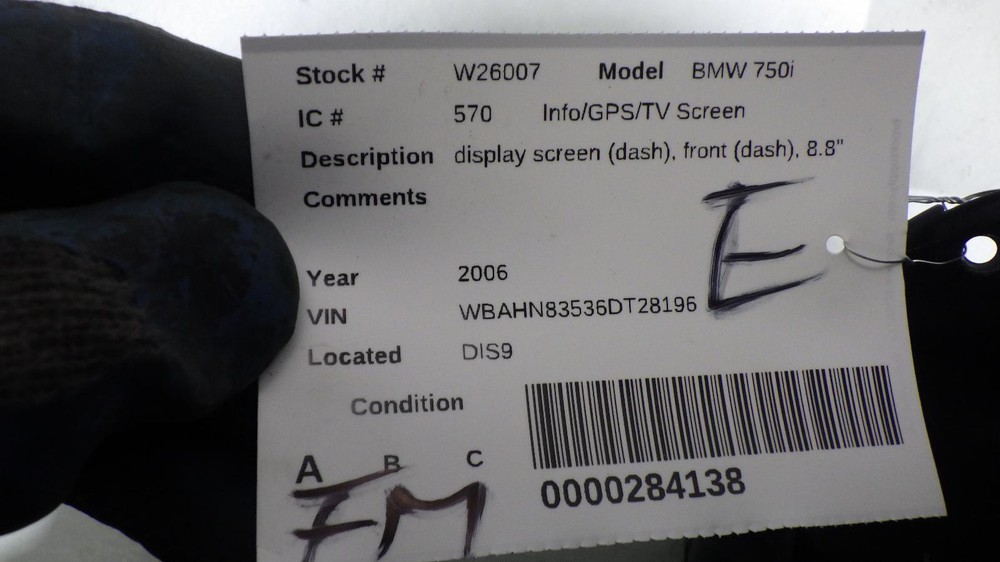 Stock # W26007 Model BMW 750i
IC # 570 Info/GPS/TV Screen
Description display screen (dash), front (dash), 8.8"
Comments
E
Year 2006
VIN WBAHN83536DT28196
Located DIS9
Condition
A B C
FM
0000284138